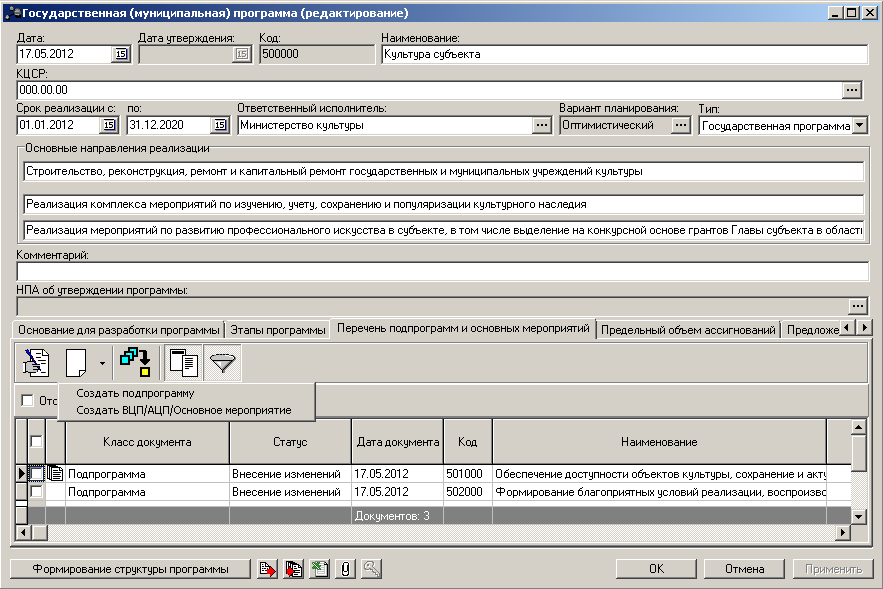 Государственная (муниципальная) программа (редактирование)
Дата: Дата утверждения: Код: Наименование:
17.05.2012 15 15 500000 Культура субъекта
КЦСР:
000.00.00 ...
Срок реализации с: по: Ответственный исполнитель: Вариант планирования: Тип:
01.01.2012 15 31.12.2020 15 Министерство культуры ... Оптимистический ... Государственная программа
Основные направления реализации
Строительство, реконструкция, ремонт и капитальный ремонт государственных и муниципальных учреждений культуры
Реализация комплекса мероприятий по изучению, учету, сохранению и популяризации культурного наследия
Реализация мероприятий по развитию профессионального искусства в субъекте, в том числе выделение на конкурсной основе грантов Главы субъекта в област
Комментарий:
НПА об утверждении программы:
...
Основание для разработки программы Этапы программы Перечень подпрограмм и основных мероприятий Предельный объем ассигнований Предложе
Создать подпрограмму
Отс
Создать ВЦП/АЦП/Основное мероприятие
Класс документа Статус Дата документа Код Наименование
Подпрограмма Внесение изменений 17.05.2012 501000 Обеспечение доступности объектов культуры, сохранение и акту
Подпрограмма Внесение изменений 17.05.2012 502000 Формирование благоприятных условий реализации, воспроизво
Документов: 3
Формирование структуры программы OK Отмена Применить